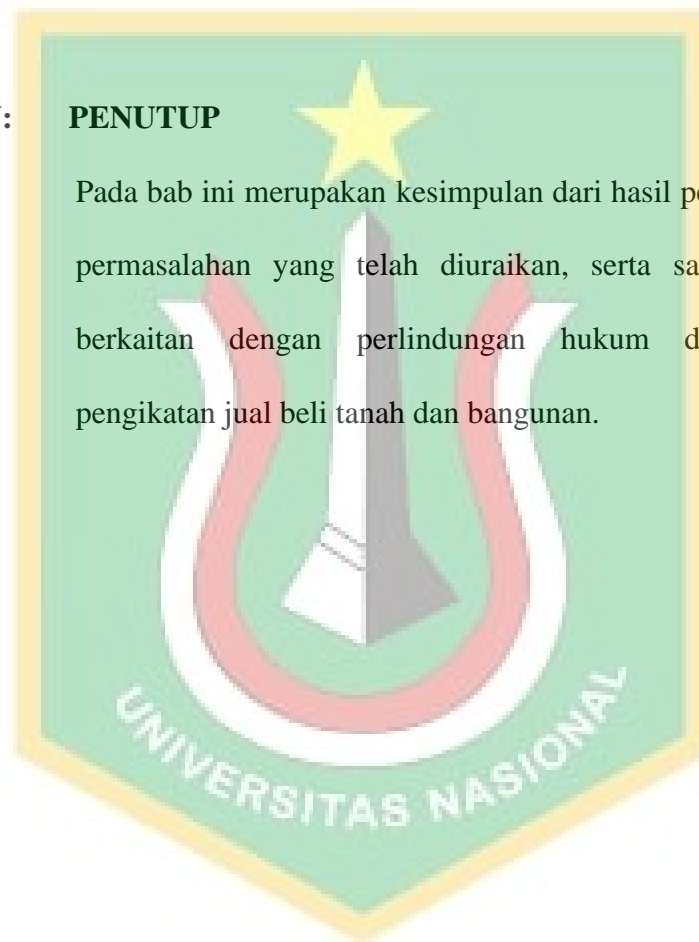 : PENUTUP
Pada bab ini merupakan kesimpulan dari hasil
permasalahan yang telah diuraikan, serta
berkaitan dengan perlindungan hukum
pengikatan jual beli tanah dan bangunan.
UNIVERSITAS NASIONAL